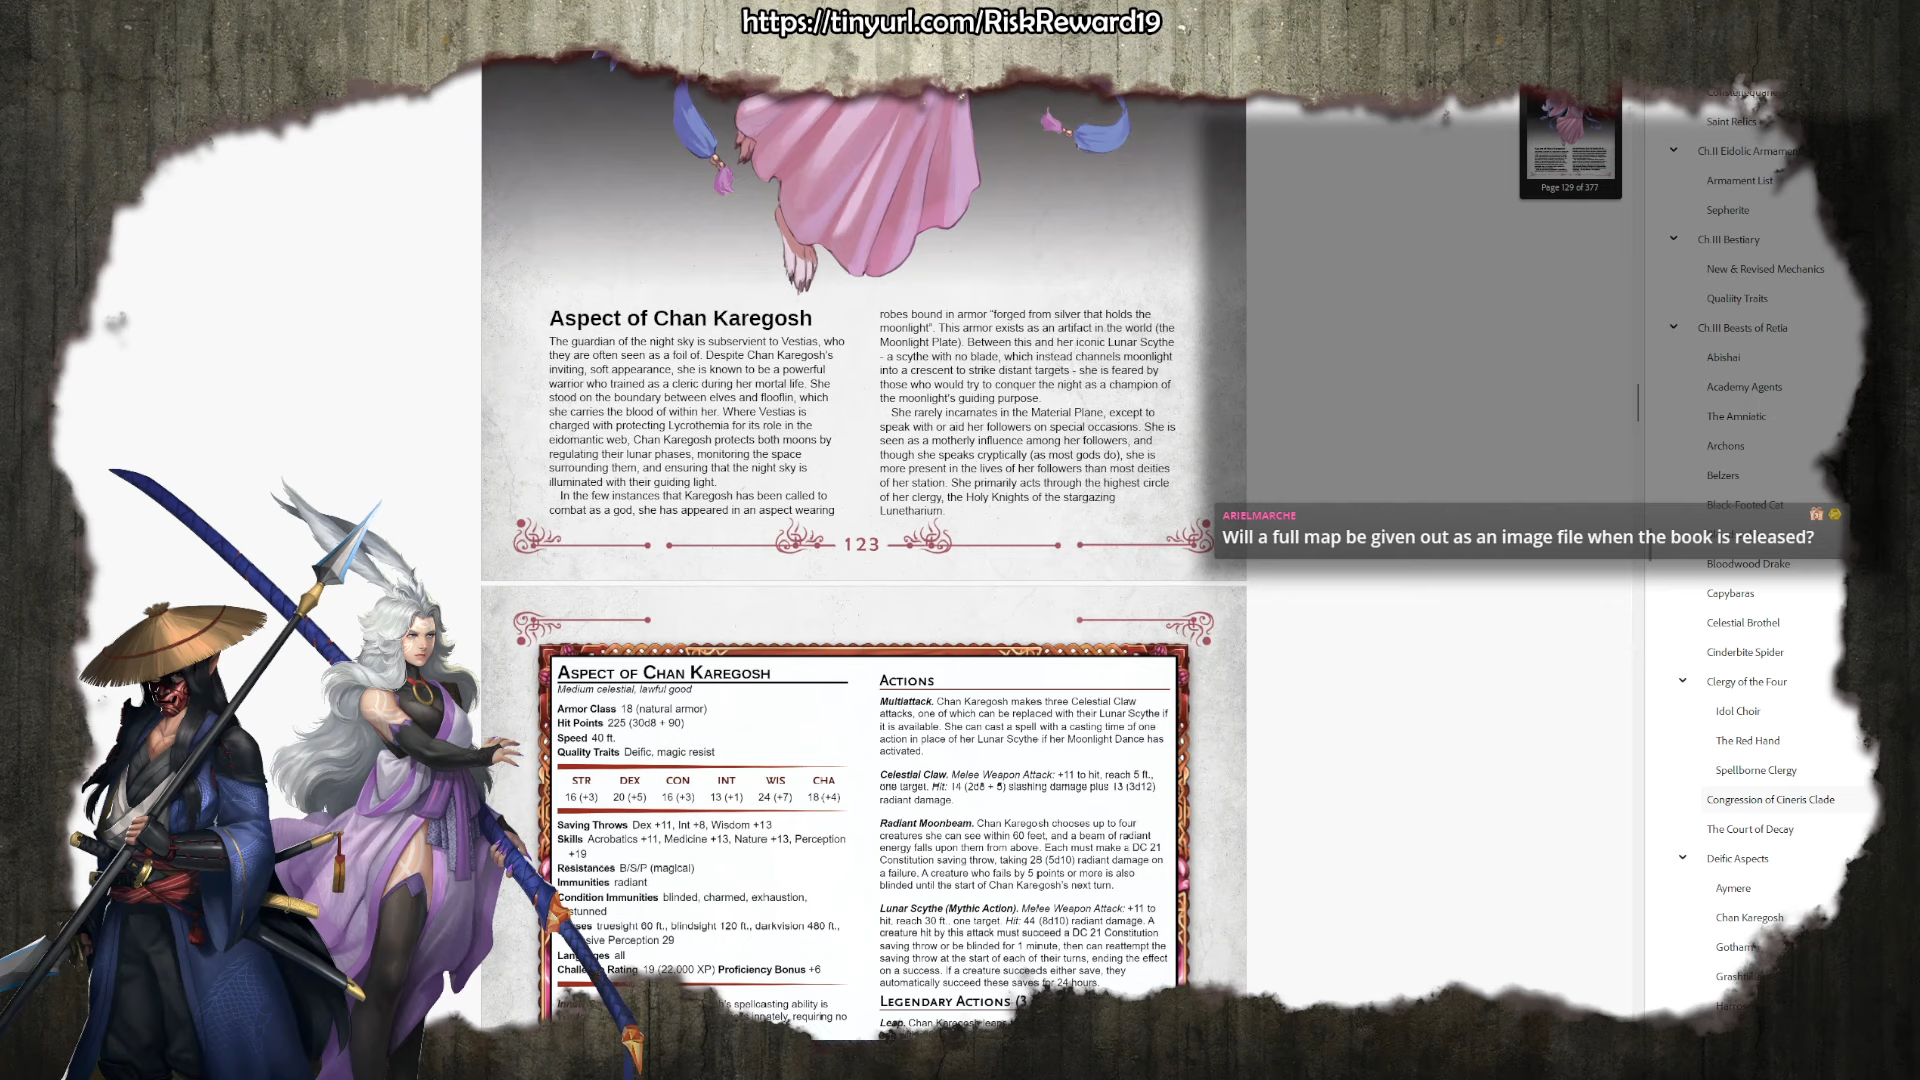 https://tinyurl.com/RiskReward19
Aspect of Chan Karegosh
The guardian of the night sky is subservient to Vestias, who
they are often seen as a foil of. Despite Chan Karegosh's
inviting, soft appearance, she is known to be a powerful
warrior who trained as a cleric during her mortal life. She
stood on the boundary between elves and flooflin, which
she carries the blood of within her. Where Vestias is
charged with protecting Lycrothemia for its role in the
eidomantic web, Chan Karegosh protects both moons by
regulating their lunar phases, monitoring the space
surrounding them, and ensuring that the night sky is
illuminated with their guiding light.
In the few instances that Karegosh has been called to
combat as a god, she has appeared in an aspect wearing
robes bound in armor "forged from silver that holds the
moonlight". This armor exists as an artifact in the world (the
Moonlight Plate). Between this and her iconic Lunar Scythe
- a scythe with no blade, which instead channels moonlight
into a crescent to strike distant targets - she is feared by
those who would try to conquer the night as a champion of
the moonlight's guiding purpose.
She rarely incarnates in the Material Plane, except to
speak with or aid her followers on special occasions. She is
seen as a motherly influence among her followers, and
though she speaks cryptically (as most gods do), she is
more present in the lives of her followers than most deities
of her station. She primarily acts through the highest circle
of her clergy, the Holy Knights of the stargazing
Lunetharium.
123
ASPECT OF CHAN KAREGOSH
Medium celestial, lawful good
Armor Class 18 (natural armor)
Hit Points 225 (30d8 + 90)
Speed 40 ft.
Quality Traits Deific, magic resist
STR DEX CON INT WIS CHA
16 (+3) 20 (+5) 16 (+3) 13 (+1) 24 (+7) 18 (+4)
Saving Throws Dex +11, Int +8, Wisdom +13
Skills Acrobatics +11, Medicine +13, Nature +13, Perception
+19
Resistances B/S/P (magical)
Immunities radiant
Condition Immunities blinded, charmed, exhaustion,
stunned
truesight 60 ft., blindsight 120 ft., darkvision 480 ft.,
Perception 29
all
Rating 19 (22,000 XP) Proficiency Bonus +6
spellcasting ability is
innately, requiring no
ACTIONS
Multiattack. Chan Karegosh makes three Celestial Claw
attacks, one of which can be replaced with their Lunar Scythe if
it is available. She can cast a spell with a casting time of one
action in place of her Lunar Scythe if her Moonlight Dance has
activated.
Celestial Claw. Melee Weapon Attack: +11 to hit, reach 5 ft.,
one target. Hit: 14 (2d8 + 5) slashing damage plus 13 (3d12)
radiant damage.
Radiant Moonbeam. Chan Karegosh chooses up to four
creatures she can see within 60 feet, and a beam of radiant
energy falls upon them from above. Each must make a DC 21
Constitution saving throw, taking 28 (5d10) radiant damage on
a failure. A creature who fails by 5 points or more is also
blinded until the start of Chan Karegosh's next turn.
Lunar Scythe (Mythic Action). Melee Weapon Attack: +11 to
hit, reach 30 ft., one target. Hit: 44 (8d10) radiant damage. A
creature hit by this attack must succeed a DC 21 Constitution
saving throw or be blinded for 1 minute, then can reattempt the
saving throw at the start of each of their turns, ending the effect
on a success. If a creature succeeds either save, they
automatically succeed these saves for 24 hours.
LEGENDARY ACTIONS (3
Leap. Chan Karegosh leaps
Page 129 of 377
Saint Relics
Ch.II Eidolic Armamen
Armament List
Sepherite
Ch.III Bestiary
New & Revised Mechanics
Quality Traits
Ch.III Beasts of Retia
Abishai
Academy Agents
The Amniatic
Archons
Belzers
Black-Footed Cat
ARIELMARCHE
Will a full map be given out as an image file when the book is released?
Bloodwood Drake
Capybaras
Celestial Brothel
Cinderbite Spider
Clergy of the Four
Idol Choir
The Red Hand
Spellborne Clergy
Congression of Cineris Clade
The Court of Decay
Deific Aspects
Aymere
Chan Karegosh
Gotham